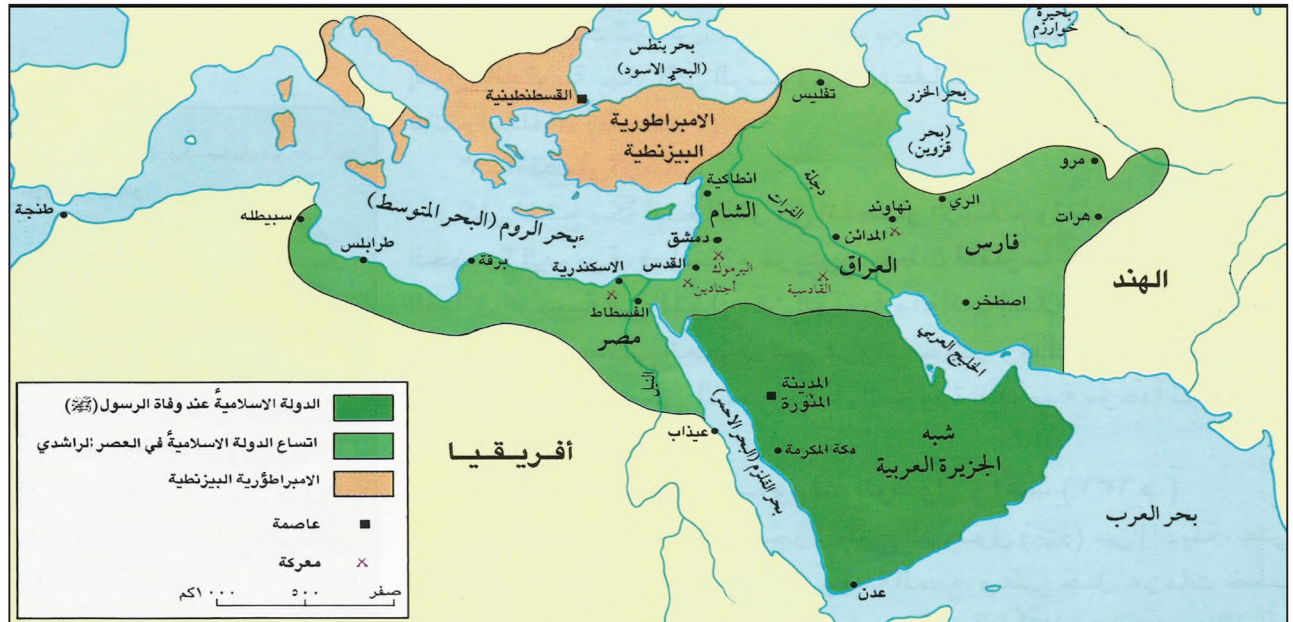 بحيرة
خوارزم
بحر بنطس
(البحر الاسود)
القسطنطينية
تفليس
بحر الخزر
(بحر
قزوين)
الامبراطورية
البيزنطية
مرو
انطاكية
دجلة
الفرات
الري
نهاوند
هرات
طنجة
سبيطله
بحر الروم (البحر المتوسط)
الشام
المدائن
فارس
دمشق
طرابلس
برقة
الاسكندرية
القدس
اليرموك
أجنادين
العراق
القادسية
الهند
اصطخر
الفسطاط
مصر
الخليج العربي
النيل
المدينة
المنورة
بحر القلزم (البحر الاحمر)
عيذاب
أفريقيا
مكة المكرمة
شبه
الجزيرة العربية
بحر العرب
عدن
الدولة الاسلامية عند وفاة الرسول (ﷺ)
اتساع الدولة الاسلامية في العصر الراشدي
الامبراطورية البيزنطية
عاصمة
معركة
صفر ٥٠٠ ١٠٠٠كم